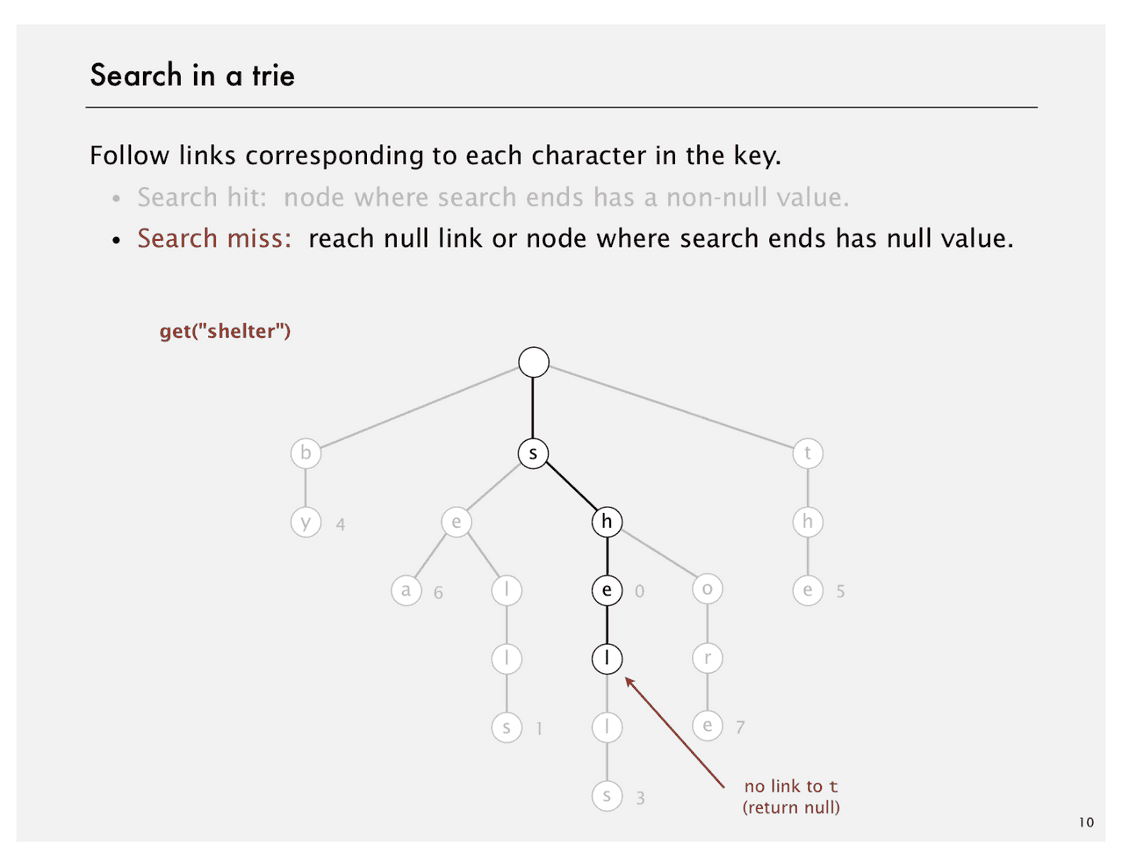 Search in a trie
Follow links corresponding to each character in the key.
• Search hit: node where search ends has a non-null value.
• Search miss: reach null link or node where search ends has null value.
get("shelter")
b s t
y 4 e h h
a 6 l e 0 o e 5
l l r
s 1 l e 7
s 3
no link to t
(return null)
10